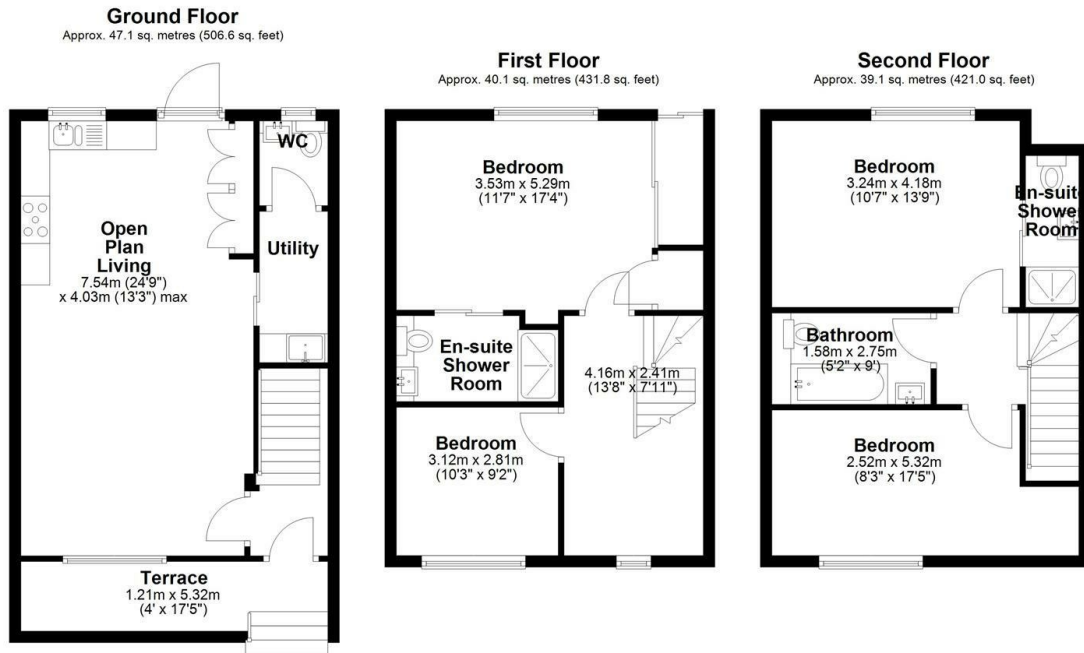 Ground Floor
Approx. 47.1 sq. metres (506.6 sq. feet)
WC
Open
Plan
Living
7.54m (24'9")
x 4.03m (13'3") max
Utility
Terrace
1.21m x 5.32m
(4' x 17'5")
First Floor
Approx. 40.1 sq. metres (431.8 sq. feet)
Bedroom
3.53m x 5.29m
(11'7" x 17'4")
En-suite
Shower
Room
4.16m x 2.41m
(13'8" x 7'11")
Bedroom
3.12m x 2.81m
(10'3" x 9'2")
Second Floor
Approx. 39.1 sq. metres (421.0 sq. feet)
Bedroom
3.24m x 4.18m
(10'7" x 13'9")
En-suite
Shower
Room
Bathroom
1.58m x 2.75m
(5'2" x 9')
Bedroom
2.52m x 5.32m
(8'3" x 17'5")